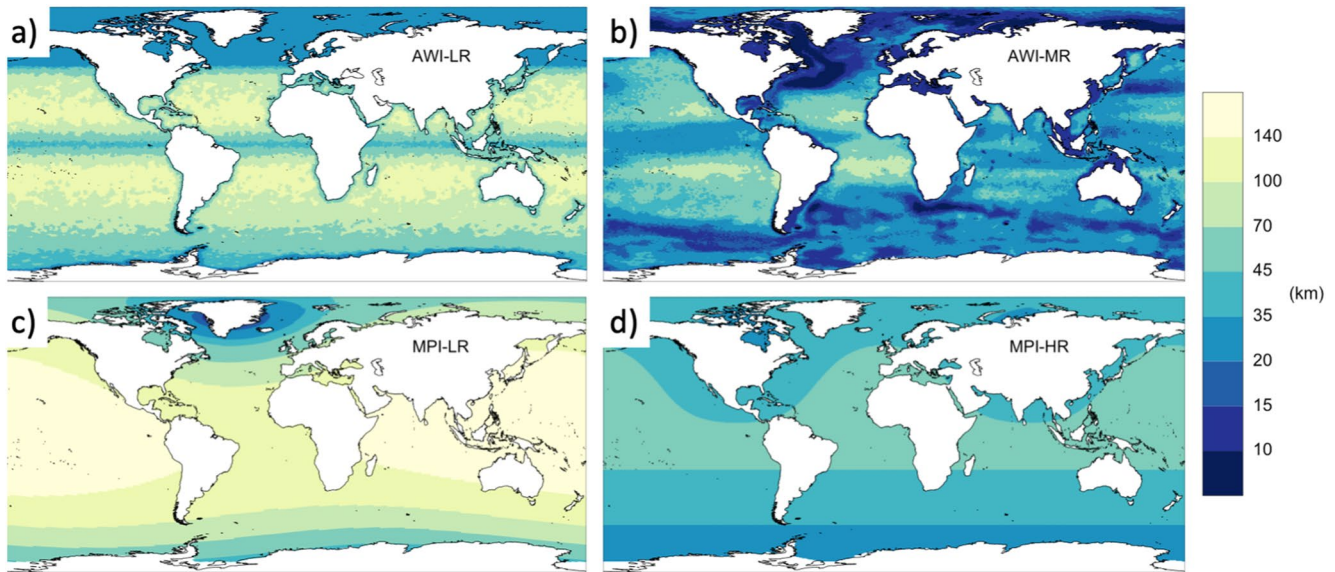 a)
AWI-LR
b)
AWI-MR
c)
MPI-LR
d)
MPI-HR
140
100
70
45
35
20
15
10
(km)